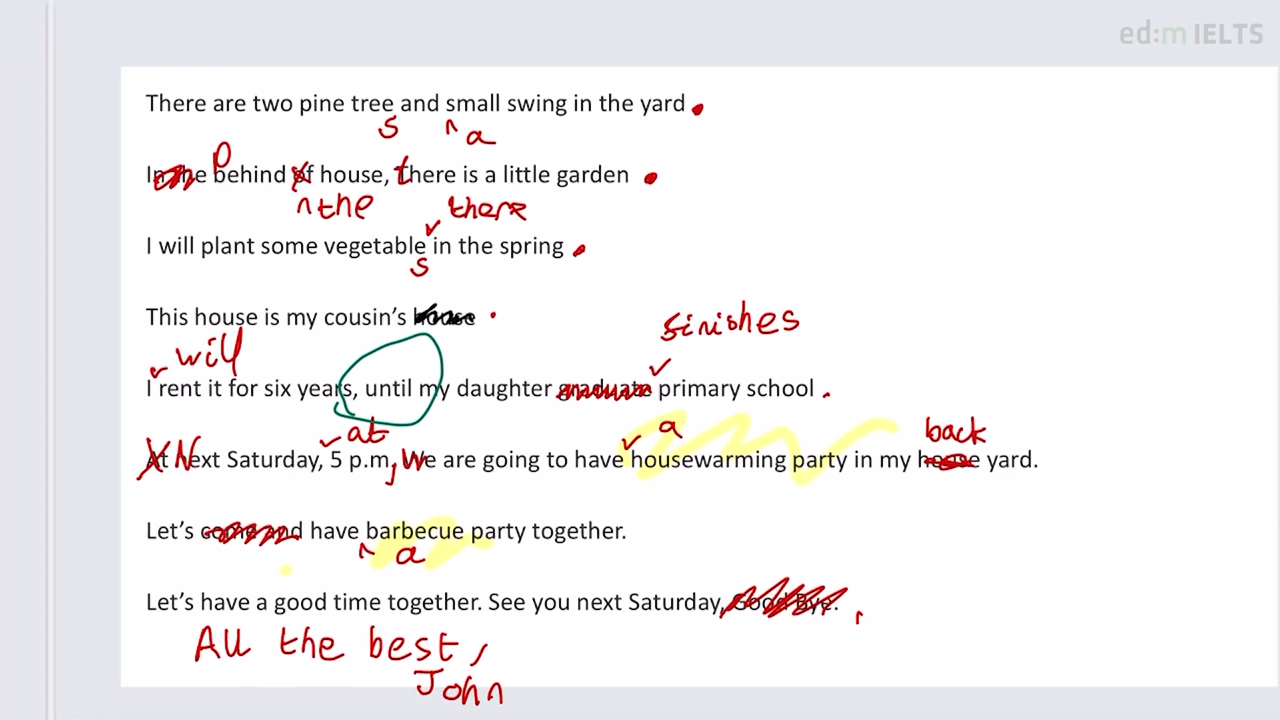 ed:m IELTS
There are two pine tree and small swing in the yard.
s ^ a
In the behind of house, There is a little garden.
^ the there
I will plant some vegetable in the spring.
s
This house is my cousin's house.
finishes
will
I rent it for six years, until my daughter graduate primary school.
at a back
At N next Saturday, 5 p.m, We are going to have housewarming party in my house yard.
Let's come and have barbecue party together.
^ a
Let's have a good time together. See you next Saturday, Good Bye.
All the best,
John